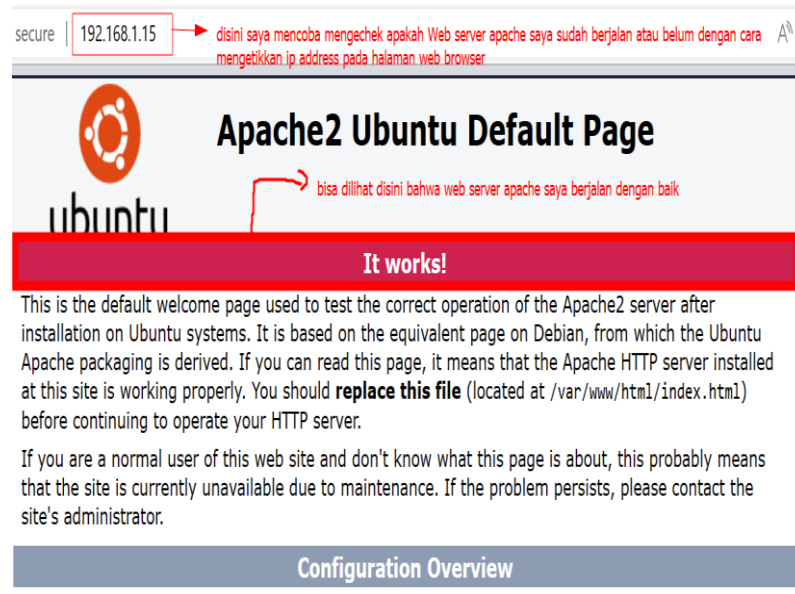 secure | 192.168.1.15
disini saya mencoba mengechek apakah Web server apache saya sudah berjalan atau belum dengan cara
mengetikkan ip address pada halaman web browser
Apache2 Ubuntu Default Page
bisa dilihat disini bahwa web server apache saya berjalan dengan baik
ubuntu
It works!
This is the default welcome page used to test the correct operation of the Apache2 server after
installation on Ubuntu systems. It is based on the equivalent page on Debian, from which the Ubuntu
Apache packaging is derived. If you can read this page, it means that the Apache HTTP server installed
at this site is working properly. You should replace this file (located at /var/www/html/index.html)
before continuing to operate your HTTP server.
If you are a normal user of this web site and don't know what this page is about, this probably means
that the site is currently unavailable due to maintenance. If the problem persists, please contact the
site's administrator.
Configuration Overview